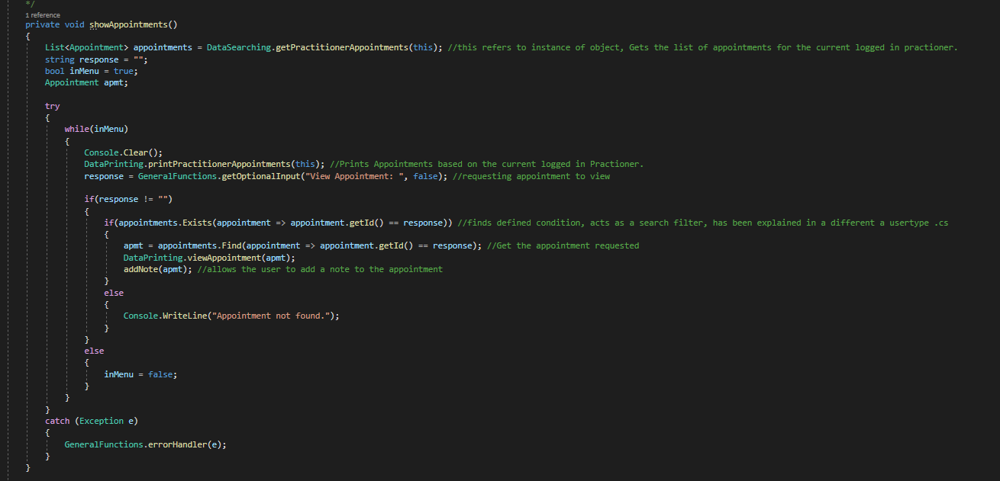 */
1 reference
private void showAppointments()
{
List<Appointment> appointments = DataSearching.getPractitionerAppointments(this); //this refers to instance of object, Gets the list of appointments for the current logged in practioner.
string response = "";
bool inMenu = true;
Appointment apmt;
try
{
while(inMenu)
{
Console.Clear();
DataPrinting.printPractitionerAppointments(this); //Prints Appointments based on the current logged in Practioner.
response = GeneralFunctions.getOptionalInput("View Appointment: ", false); //requesting appointment to view
if(response != "")
{
if(appointments.Exists(appointment => appointment.getId() == response)) //finds defined condition, acts as a search filter, has been explained in a different a usertype .cs
{
apmt = appointments.Find(appointment => appointment.getId() == response); //Get the appointment requested
DataPrinting.viewAppointment(apmt);
addNote(apmt); //allows the user to add a note to the appointment
}
else
{
Console.WriteLine("Appointment not found.");
}
}
else
{
inMenu = false;
}
}
}
catch (Exception e)
{
GeneralFunctions.errorHandler(e);
}
}